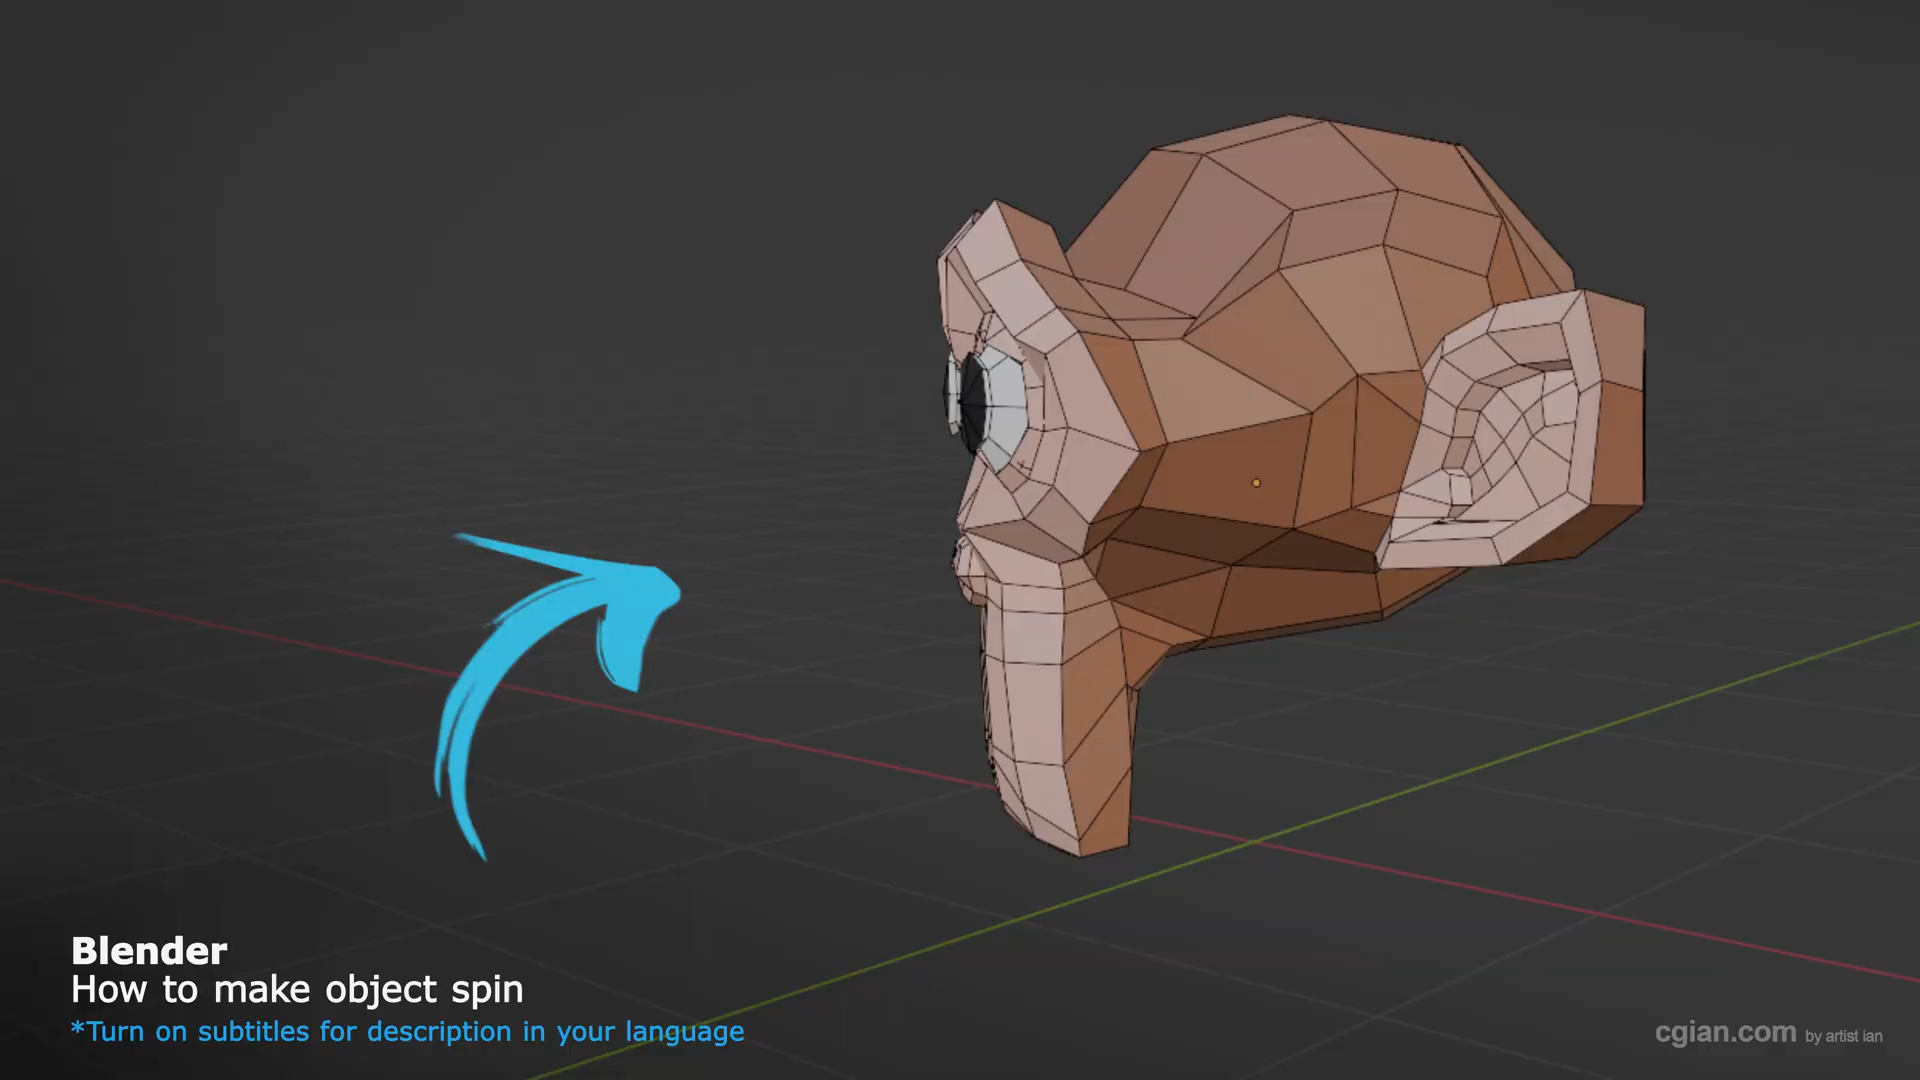 Blender
How to make object spin
*Turn on subtitles for description in your language
cgian.com by artist ian